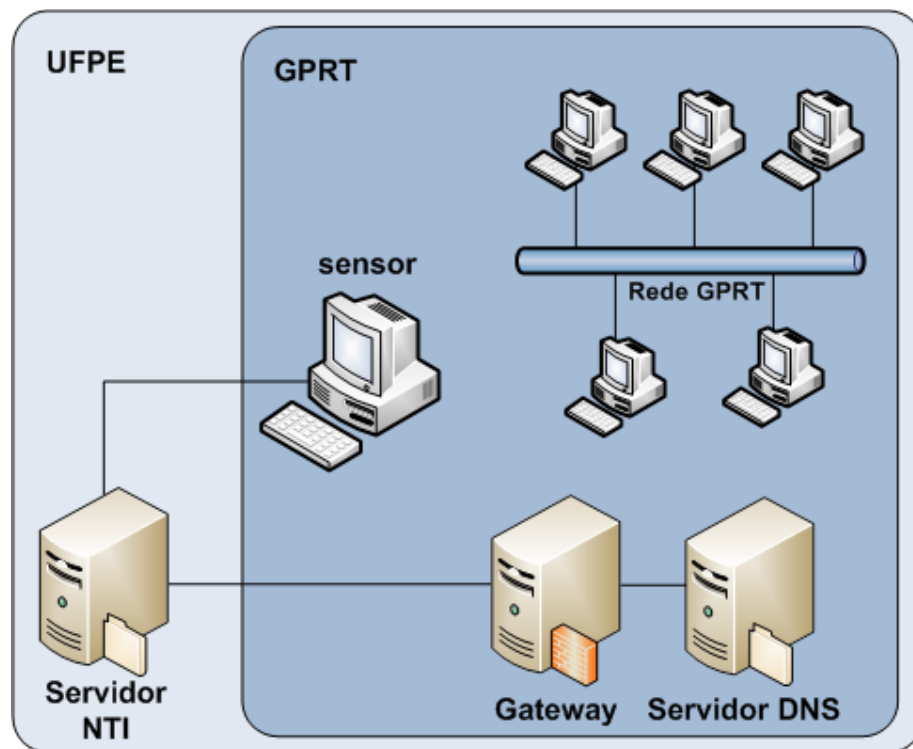 UFPE
GPRT
sensor
Rede GPRT
Servidor
NTI
Gateway
Servidor DNS